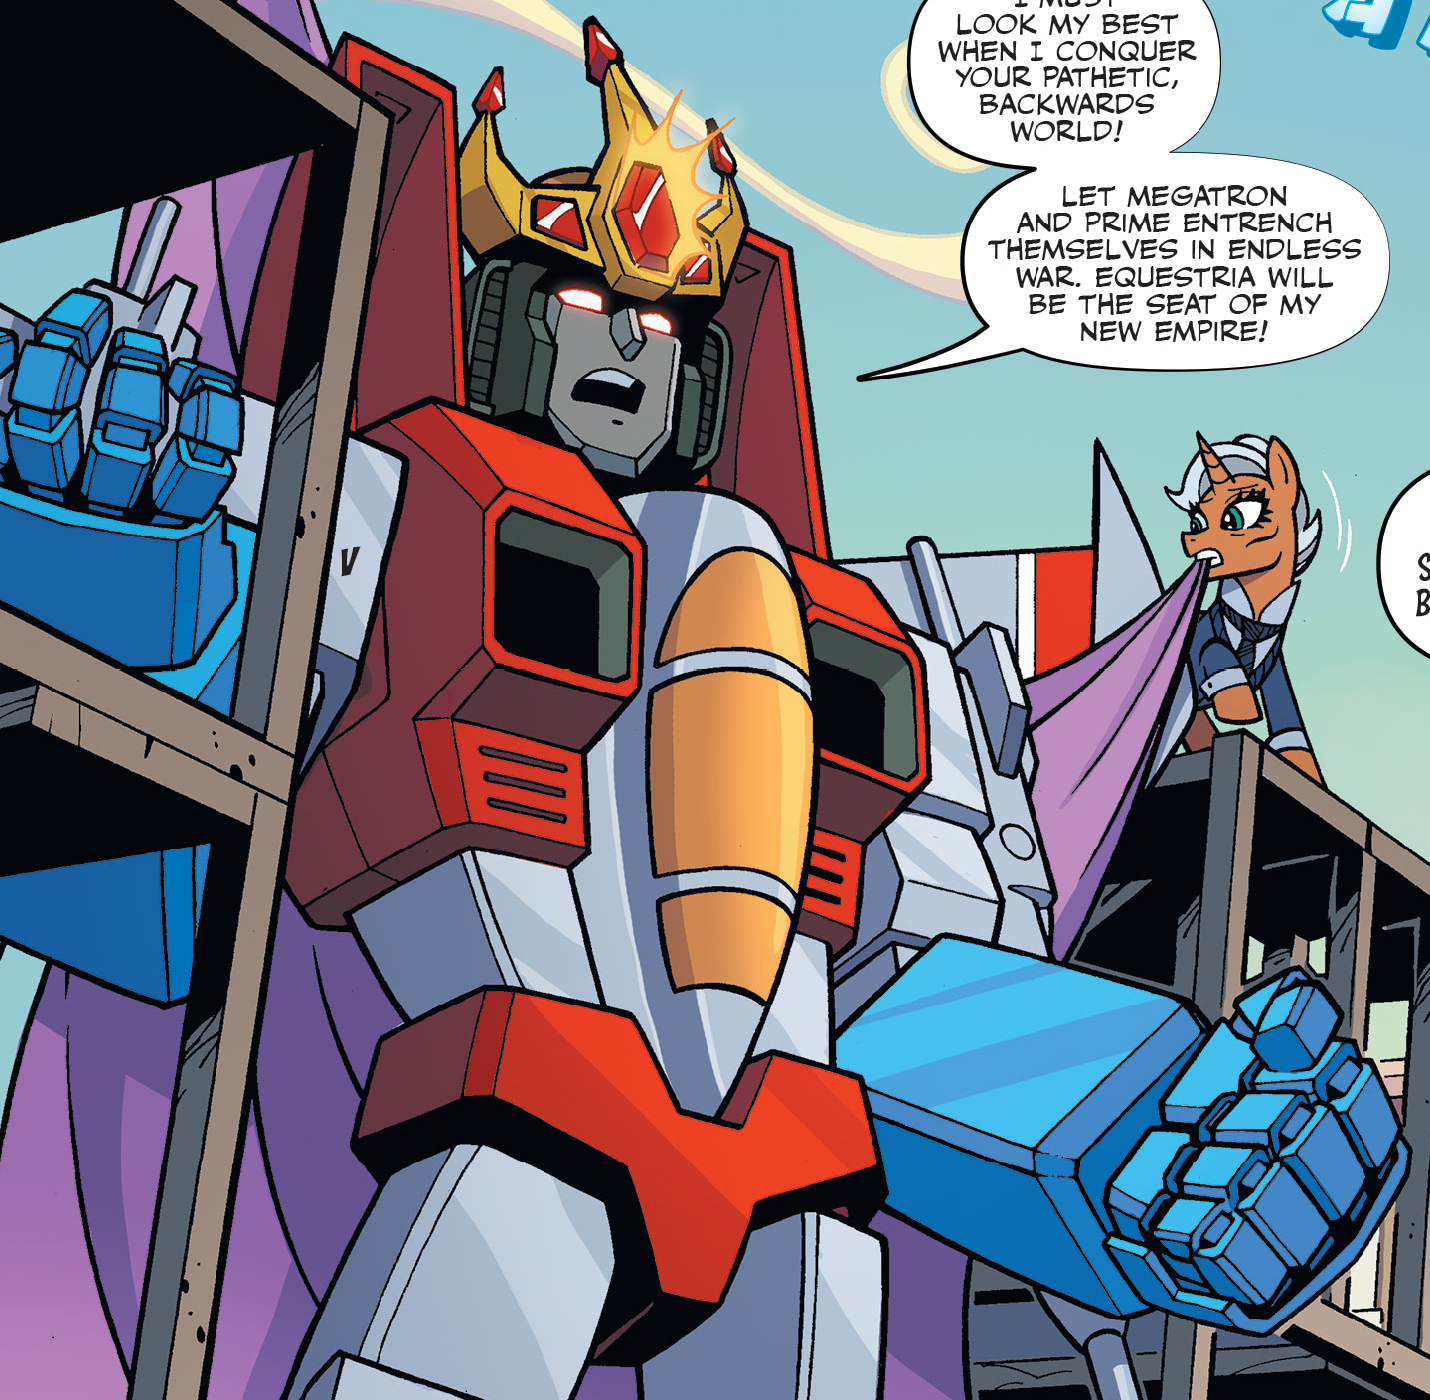 I MUST
LOOK MY BEST
WHEN I CONQUER
YOUR PATHETIC,
BACKWARDS
WORLD!
LET MEGATRON
AND PRIME ENTRENCH
THEMSELVES IN ENDLESS
WAR. EQUESTRIA WILL
BE THE SEAT OF MY
NEW EMPIRE!
V